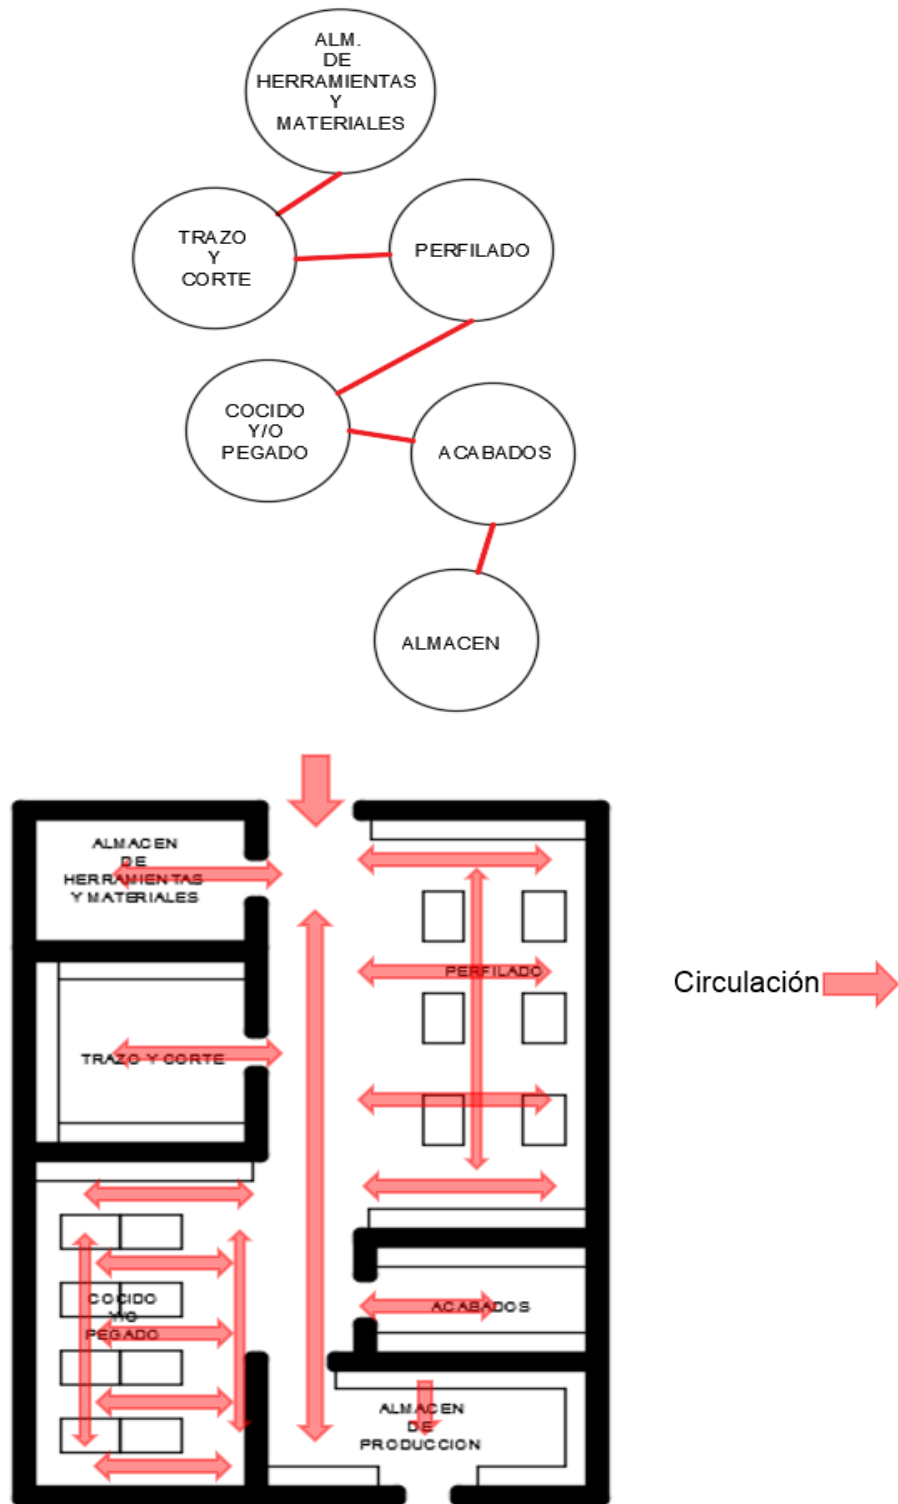 ALM.
DE
HERRAMIENTAS
Y
MATERIALES
TRAZO
Y
CORTE
PERFILADO
COCIDO
Y/O
PEGADO
ACABADOS
ALMACEN
ALMACEN
DE
HERRAMIENTAS
Y MATERIALES
PERFILADO
Circulación
TRAZO Y CORTE
COCIDO
Y/O
PEGADO
ACABADOS
ALMACEN
DE
PRODUCCION